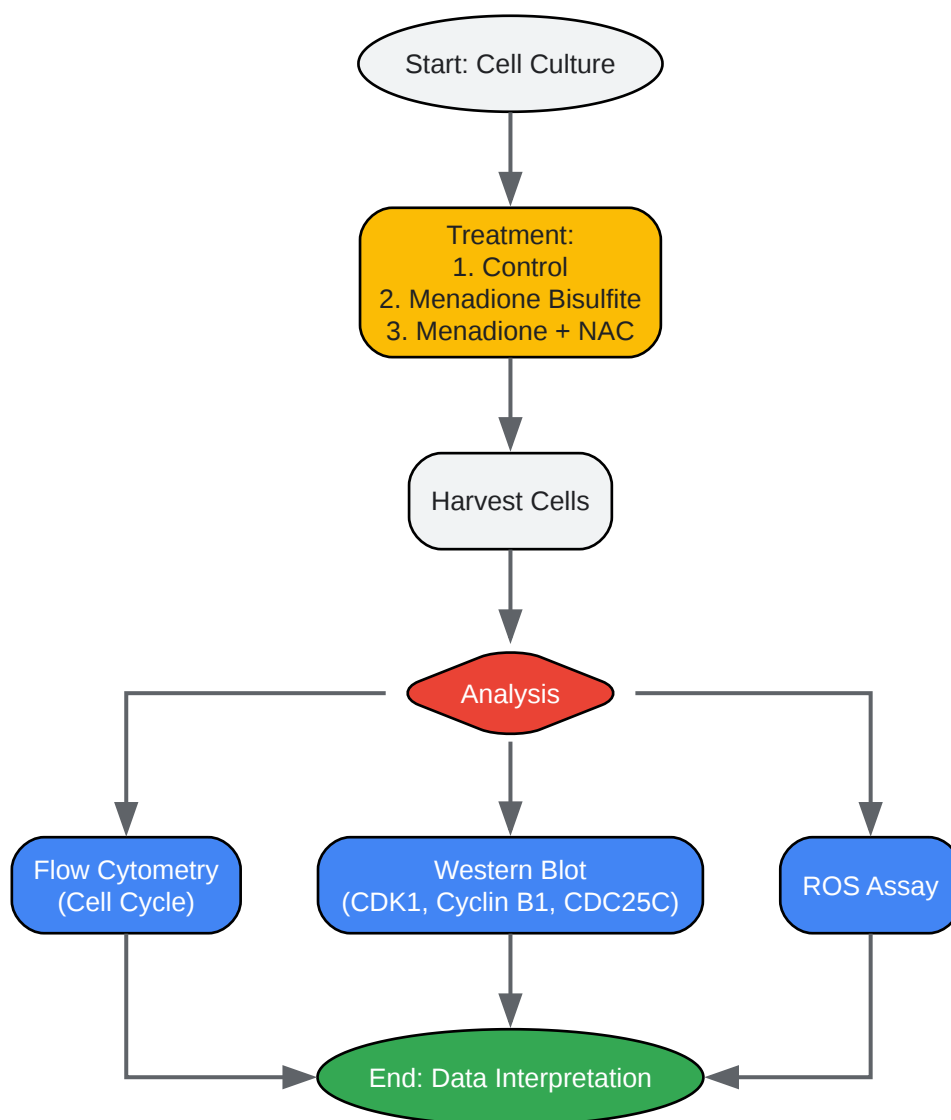 Start: Cell Culture
Treatment:
1. Control
2. Menadione Bisulfite
3. Menadione + NAC
Harvest Cells
Analysis
Flow Cytometry
(Cell Cycle)
Western Blot
(CDK1, Cyclin B1, CDC25C)
ROS Assay
End: Data Interpretation